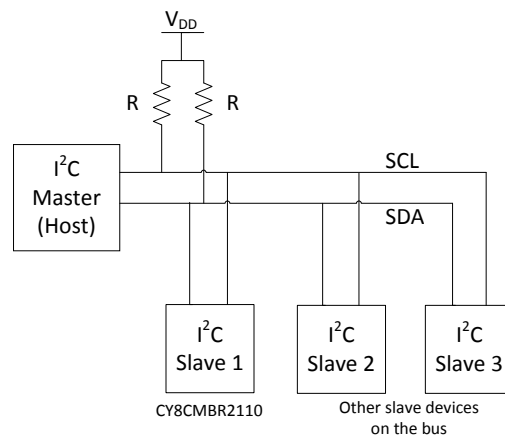 VDD
R R
I²C
Master
(Host)
SCL
SDA
I²C
Slave 1
I²C
Slave 2
I²C
Slave 3
CY8CMBR2110
Other slave devices
on the bus